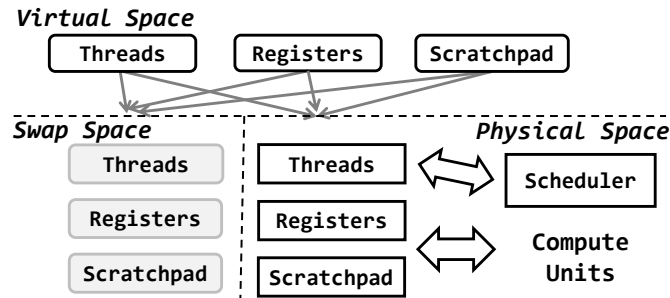 Virtual Space
Threads
Registers
Scratchpad
Swap Space
Physical Space
Threads
Registers
Scratchpad
Threads
Registers
Scratchpad
Scheduler
Compute
Units